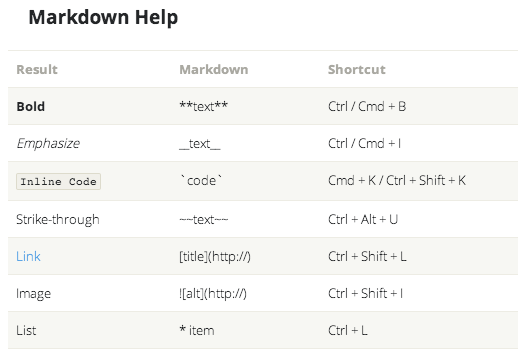 Markdown Help
Result Markdown Shortcut
Bold **text** Ctrl / Cmd + B
Emphasize __text__ Ctrl / Cmd + I
Inline Code `code` Cmd + K / Ctrl + Shift + K
Strike-through ~~text~~ Ctrl + Alt + U
Link [title](http://) Ctrl + Shift + L
Image ![alt](http://) Ctrl + Shift + I
List * item Ctrl + L